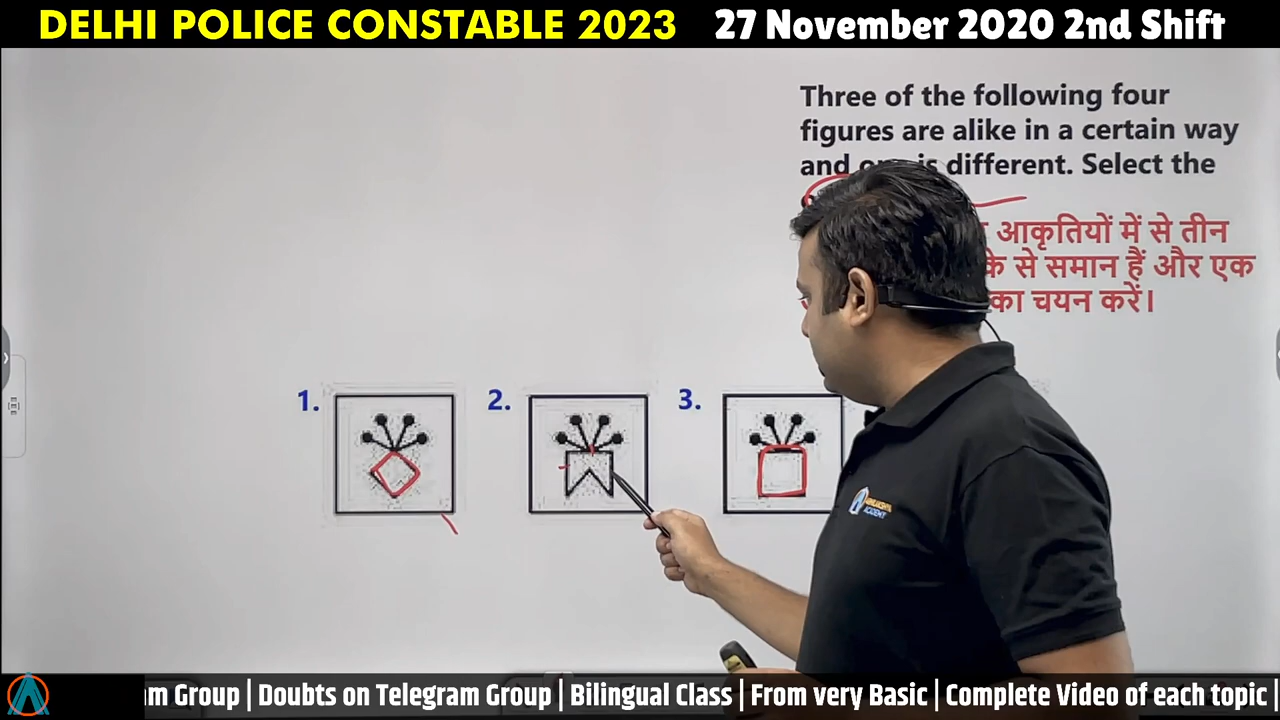 DELHI POLICE CONSTABLE 2023 27 November 2020 2nd Shift
Three of the following four
figures are alike in a certain way
and is different. Select the
आकृतियों में से तीन
के से समान हैं और एक
का चयन करें।
1. 2. 3.
ACADEMY
Group | Doubts on Telegram Group | Bilingual Class | From very Basic | Complete Video of each topic |